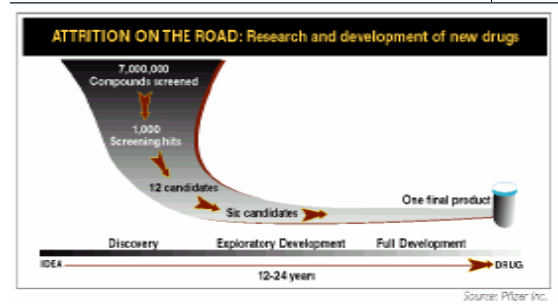 ATTRITION ON THE ROAD: Research and development of new drugs
7,000,000
Compounds screened
1,000
Screening hits
12 candidates
Six candidates
One final product
Discovery Exploratory Development Full Development
IDEA DRUG
12-24 years
Source: Pfizer Inc.